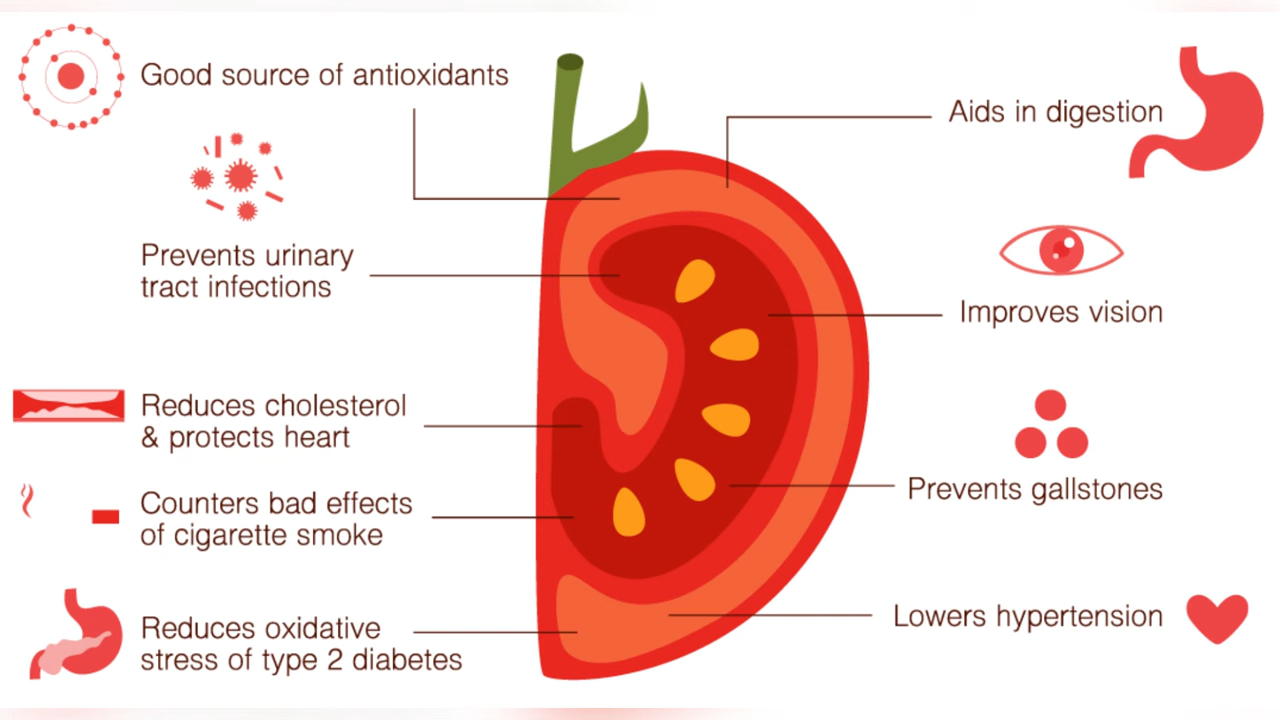 Good source of antioxidants
Prevents urinary
tract infections
Reduces cholesterol
& protects heart
Counters bad effects
of cigarette smoke
Reduces oxidative
stress of type 2 diabetes
Aids in digestion
Improves vision
Prevents gallstones
Lowers hypertension